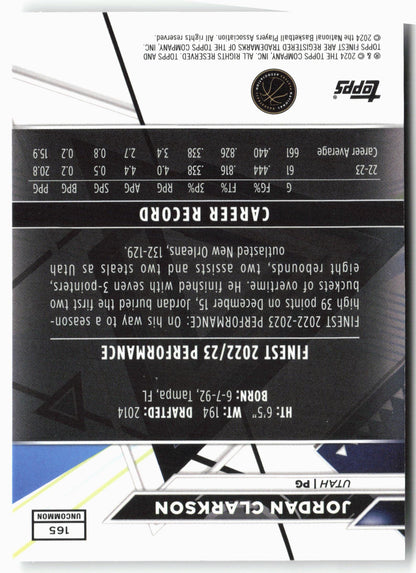 165
UNCOMMON
JORDAN CLARKSON
UTAH | PG
HT: 6'5" WT: 194 DRAFTED: 2014
BORN: 6-7-92, Tampa, FL
FINEST 2022/23 PERFORMANCE
FINEST 2022-2023 PERFORMANCE: On his way to a season-
high 39 points on December 15, Jordan buried the first two
buckets of overtime. He finished with seven 3-pointers,
eight rebounds, two assists and two steals as Utah
outlasted New Orleans, 132-129.
CAREER RECORD
G FG% FT% 3P% RPG APG SPG BPG PPG
22-23 61 .444 .816 .338 4.0 4.4 0.5 0.2 20.8
Career Average 661 .440 .826 .338 3.4 2.7 0.8 0.2 15.9
topps
® & © 2024 THE TOPPS COMPANY, INC. ALL RIGHTS RESERVED. TOPPS AND
TOPPS FINEST ARE REGISTERED TRADEMARKS OF THE TOPPS COMPANY, INC.
© 2024 the National Basketball Players Association. All rights reserved.